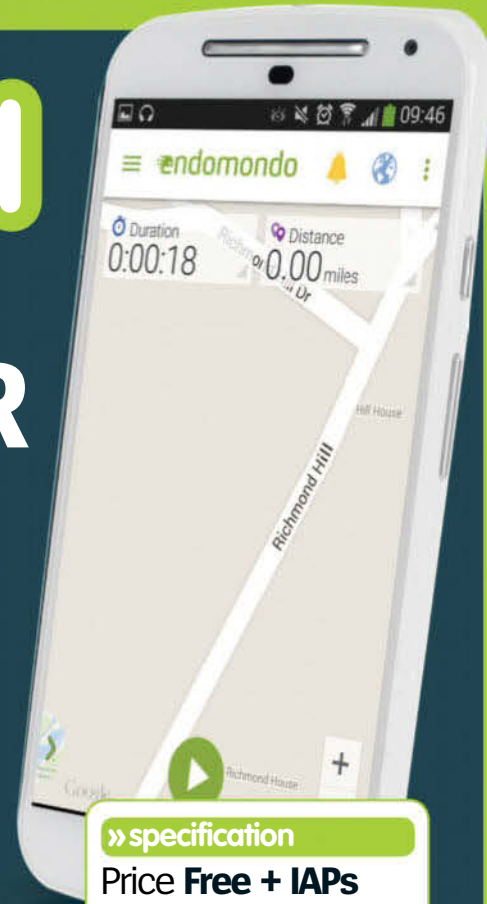 R
09:46
endomondo
Duration
0:00:18
Distance
0.00 miles
Hill House
Richmond Hill
Richmond House
Google
+
» specification
Price Free + IAPs